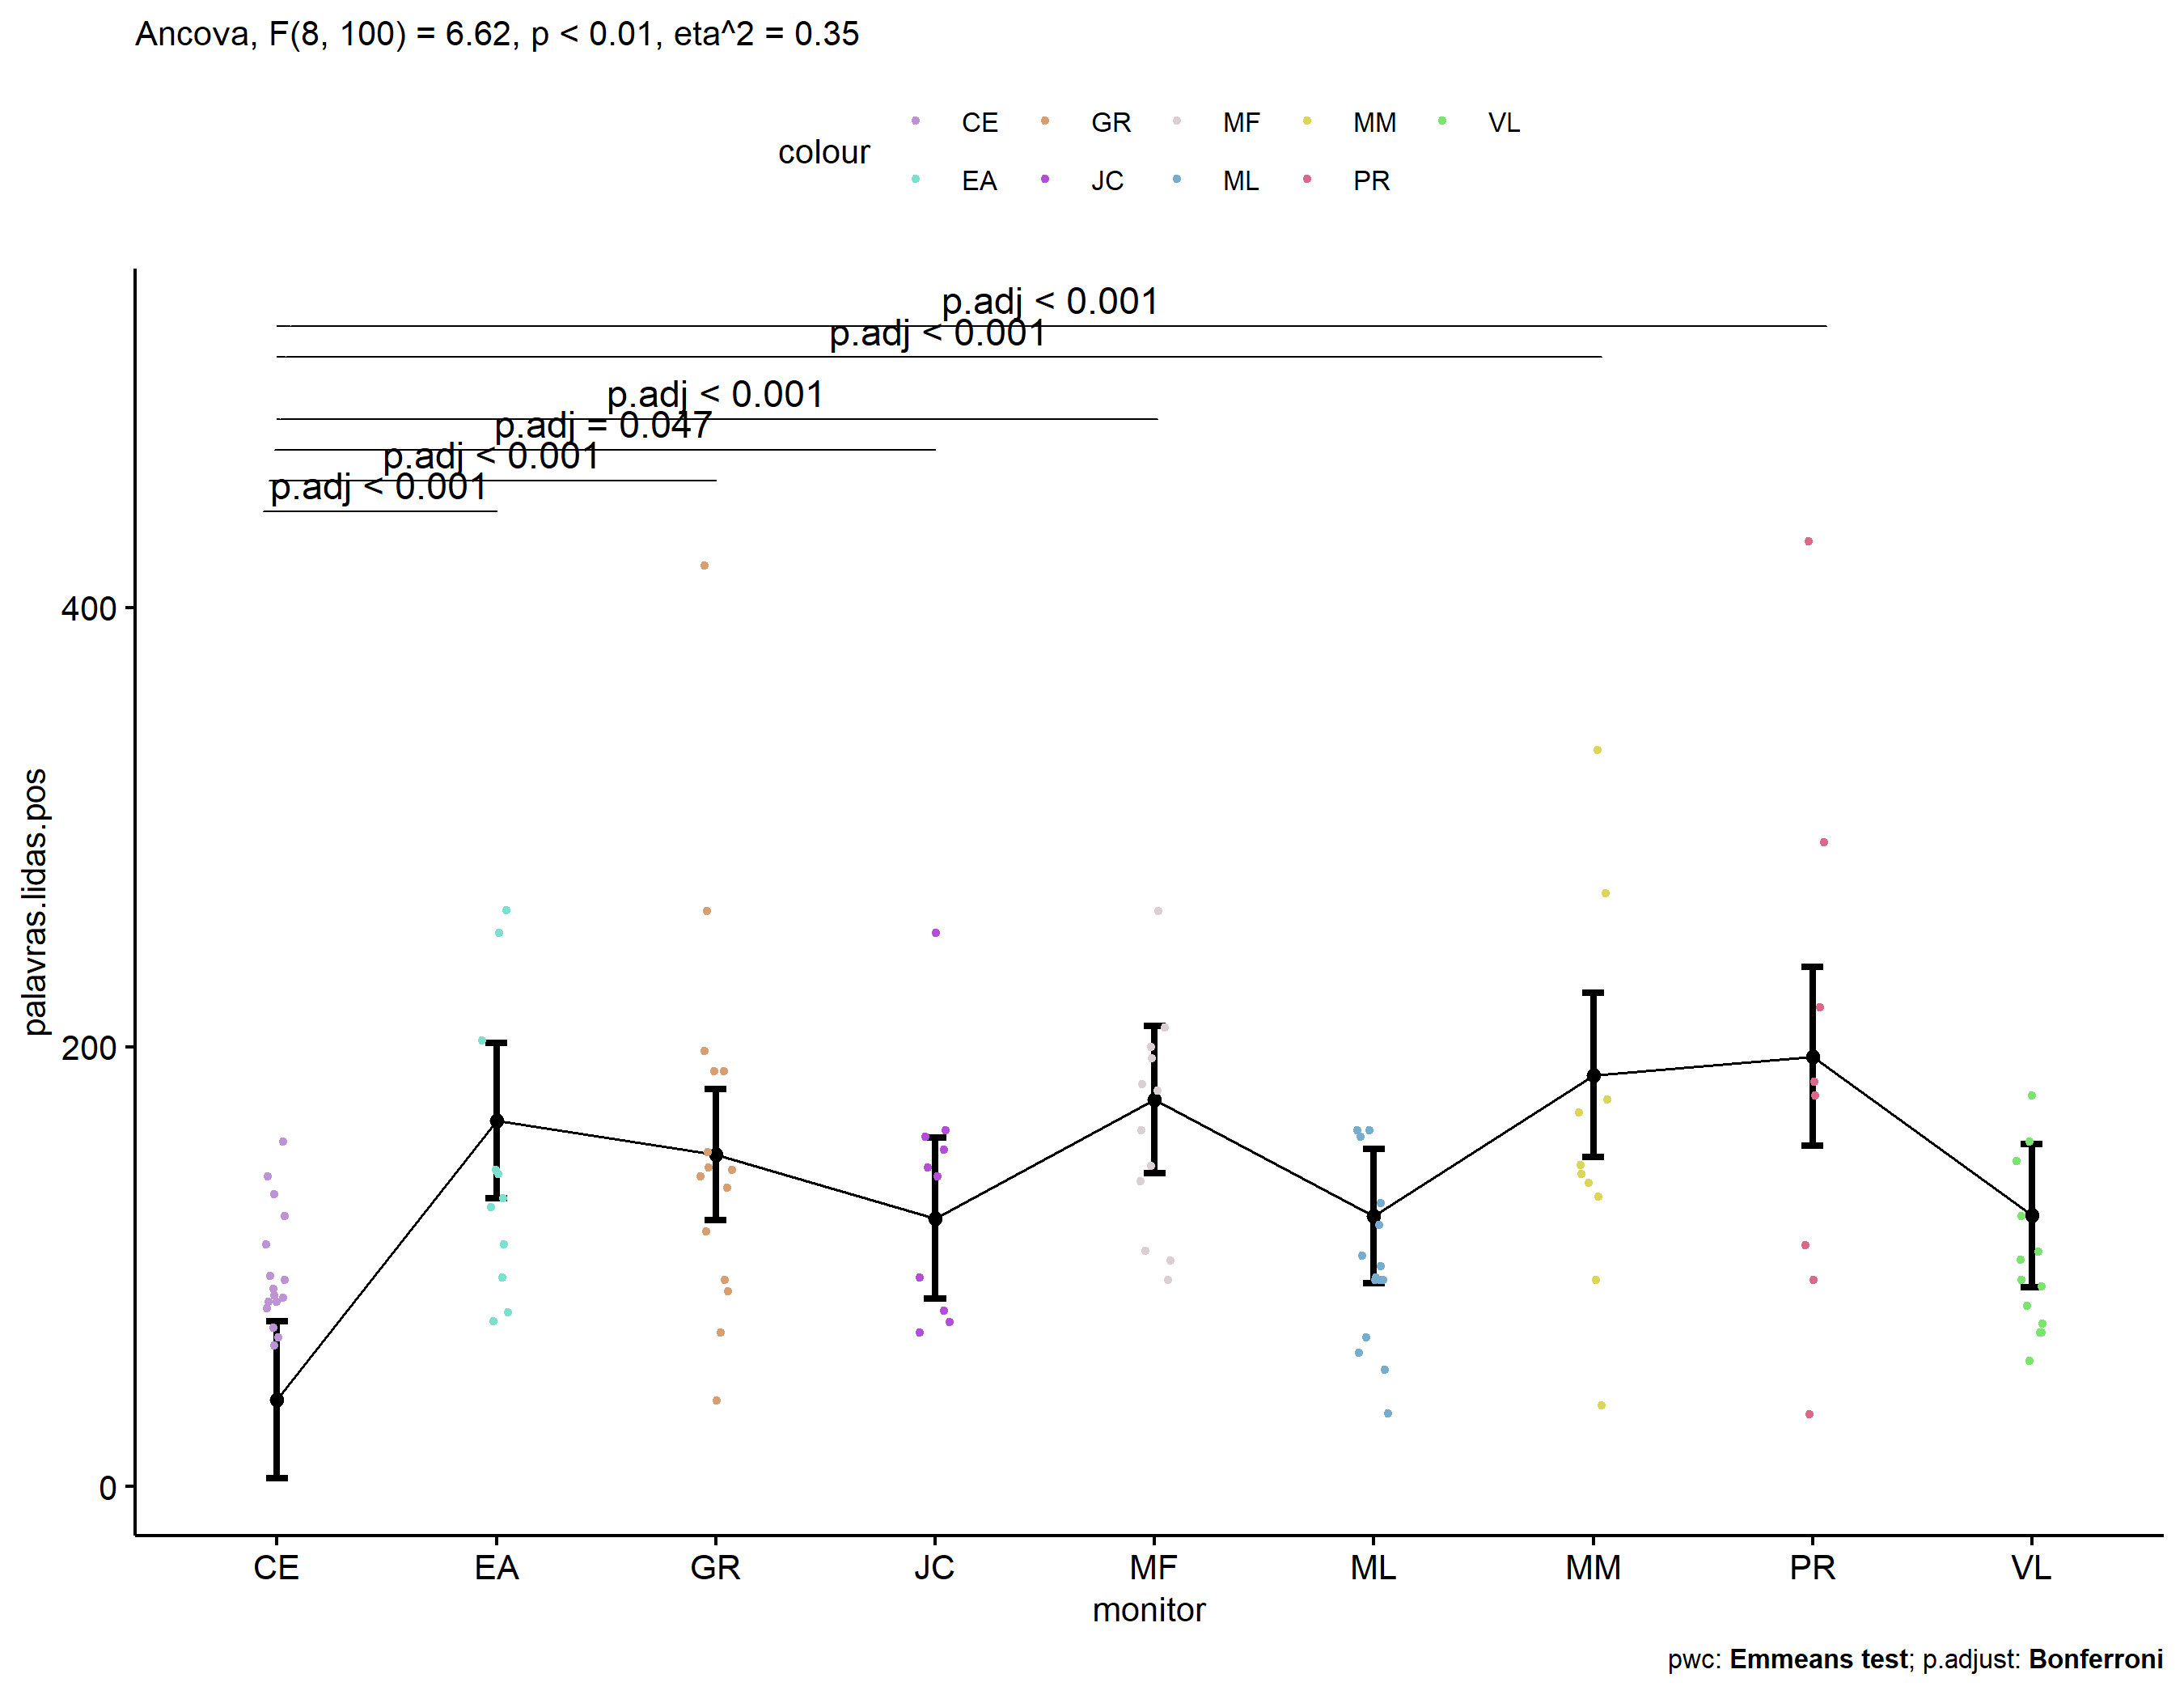 Ancova, F(8, 100) = 6.62, p < 0.01, eta^2 = 0.35
colour
CE GR MF MM VL
EA JC ML PR
p.adj < 0.001
p.adj < 0.001
p.adj < 0.001
p.adj = 0.047
p.adj < 0.001
p.adj < 0.001
400
200
0
palavras.lidas.pos
CE EA GR JC MF ML MM PR VL
monitor
pwc: Emmeans test; p.adjust: Bonferroni